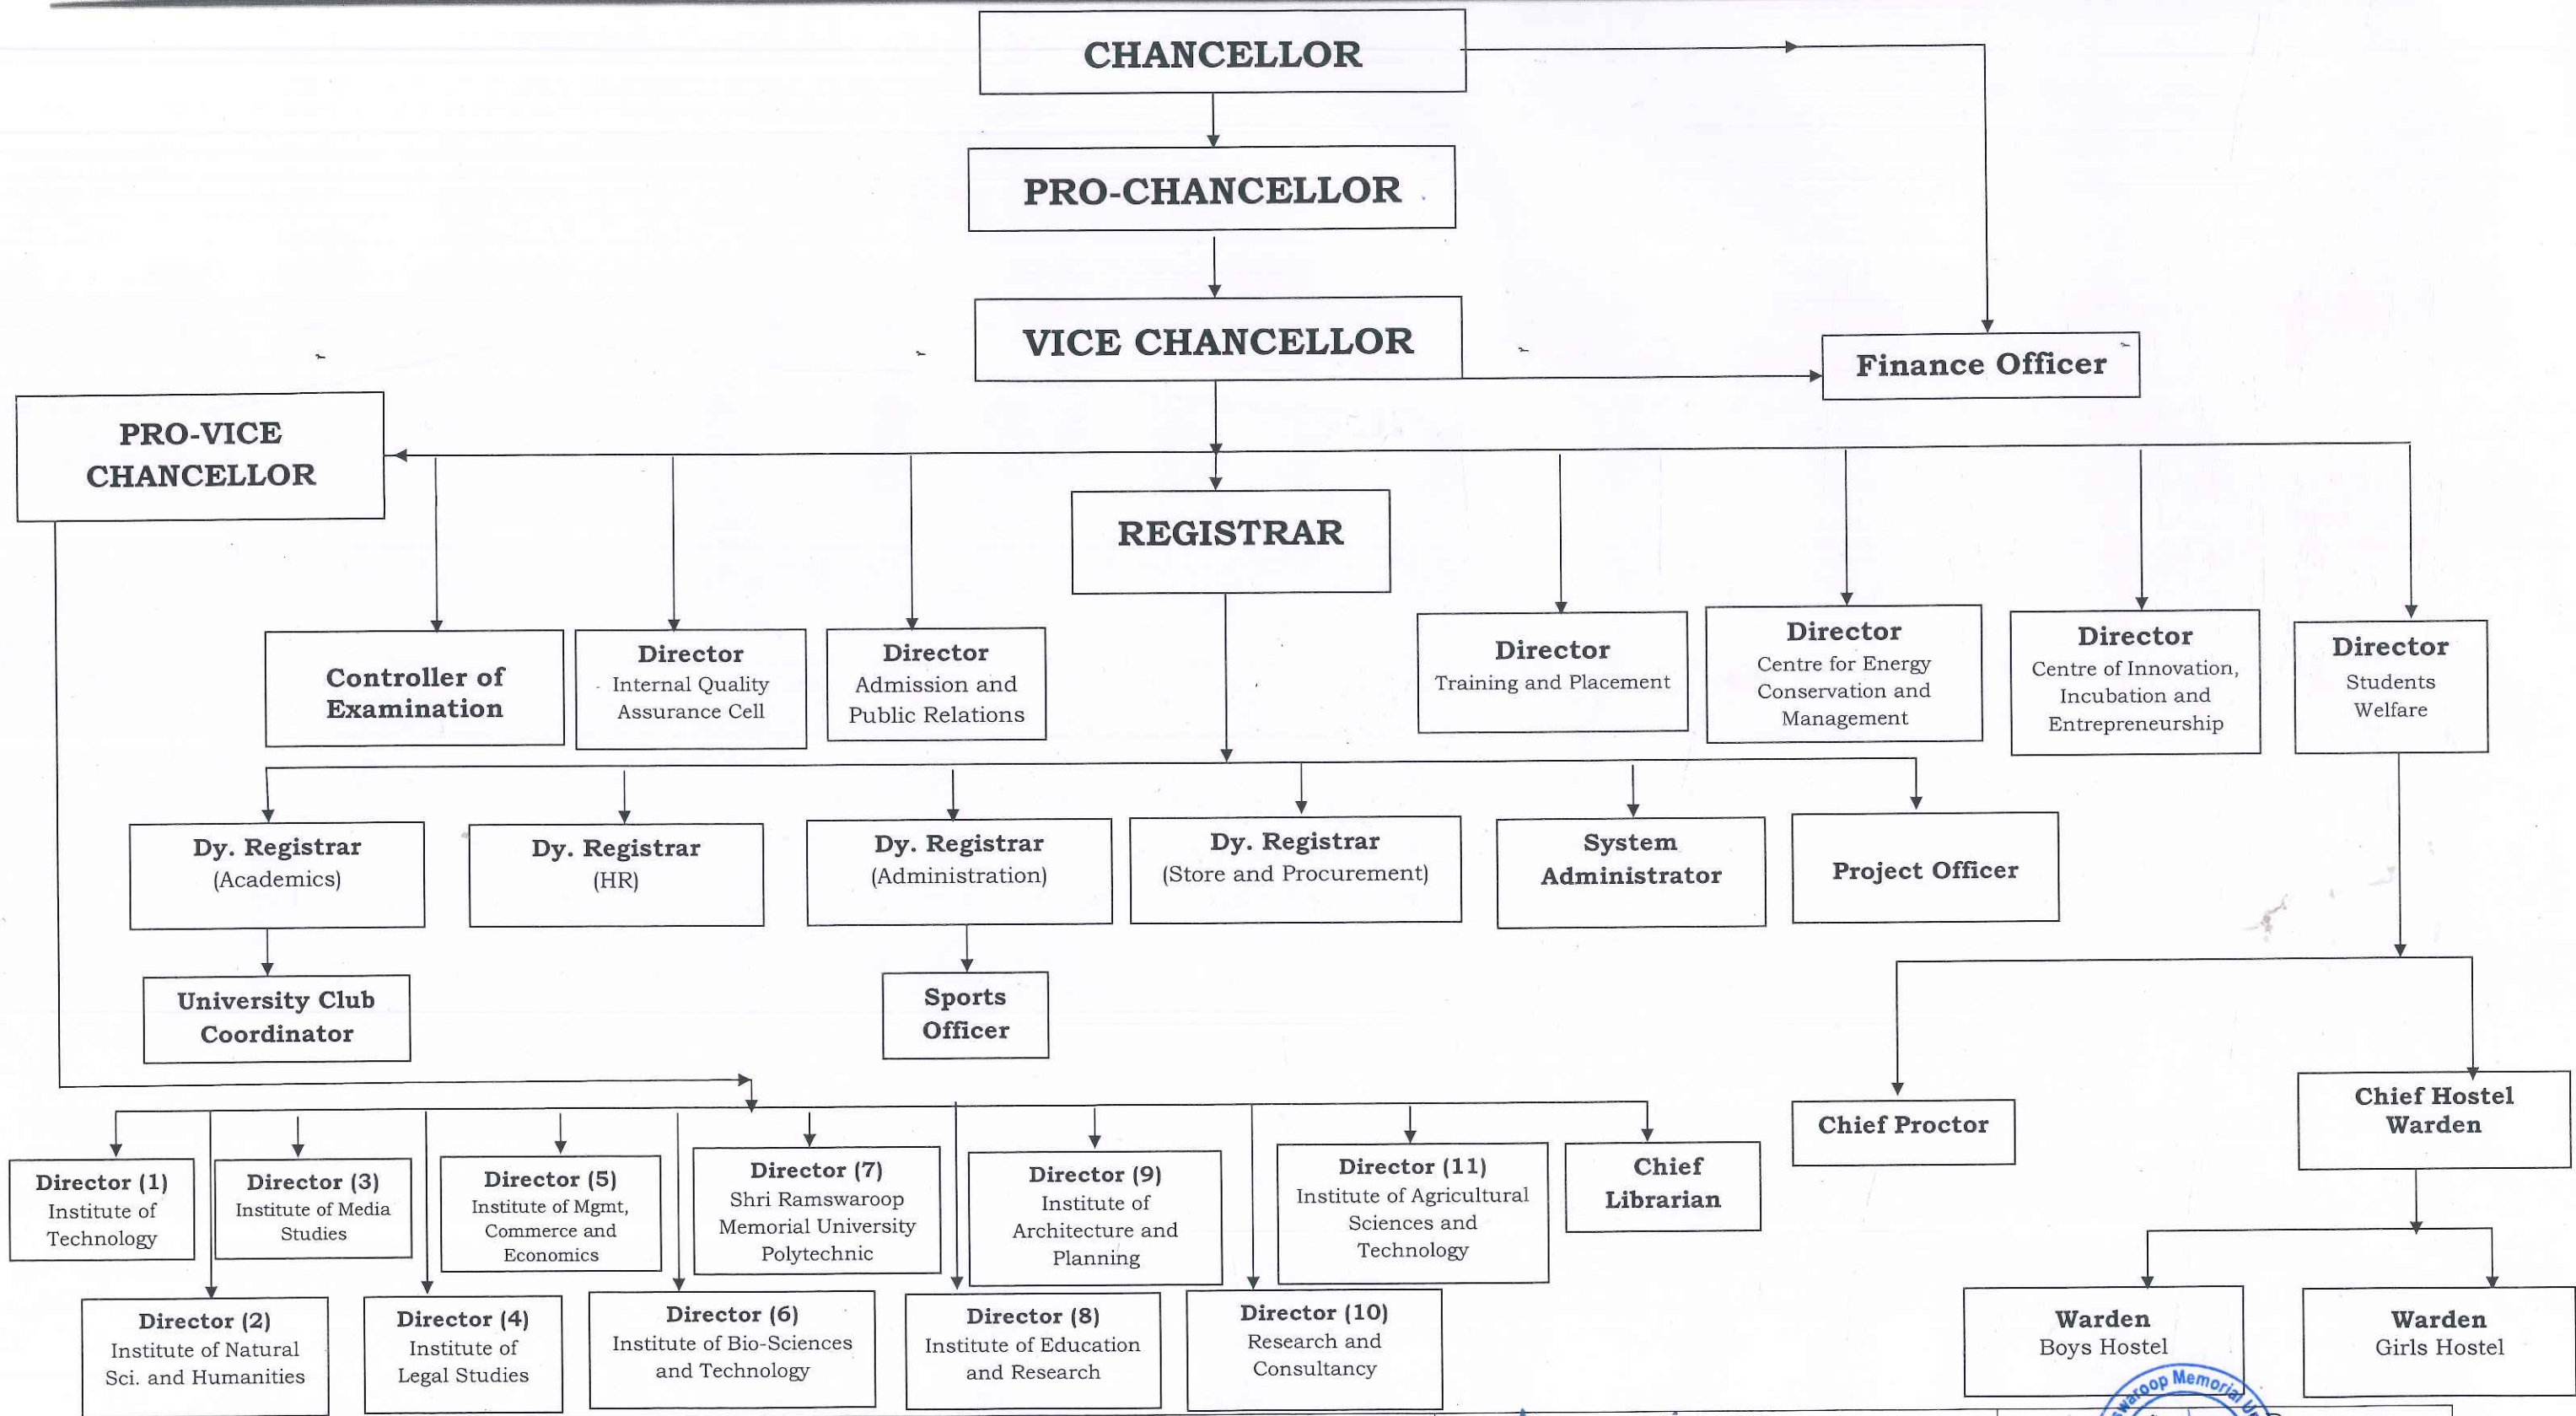 CHANCELLOR
PRO-CHANCELLOR
VICE CHANCELLOR
Finance Officer
PRO-VICE
CHANCELLOR
REGISTRAR
Controller of
Examination
Director
Internal Quality
Assurance Cell
Director
Admission and
Public Relations
Director
Training and Placement
Director
Centre for Energy
Conservation and
Management
Director
Centre of Innovation,
Incubation and
Entrepreneurship
Director
Students
Welfare
Dy. Registrar
(Academics)
Dy. Registrar
(HR)
Dy. Registrar
(Administration)
Dy. Registrar
(Store and Procurement)
System
Administrator
Project Officer
University Club
Coordinator
Sports
Officer
Chief Proctor
Chief Hostel
Warden
Director (1)
Institute of
Technology
Director (3)
Institute of Media
Studies
Director (5)
Institute of Mgmt,
Commerce and
Economics
Director (7)
Shri Ramswaroop
Memorial University
Polytechnic
Director (9)
Institute of
Architecture and
Planning
Director (11)
Institute of Agricultural
Sciences and
Technology
Chief
Librarian
Director (2)
Institute of Natural
Sci. and Humanities
Director (4)
Institute of
Legal Studies
Director (6)
Institute of Bio-Sciences
and Technology
Director (8)
Institute of Education
and Research
Director (10)
Research and
Consultancy
Warden
Boys Hostel
Warden
Girls Hostel
Memorial